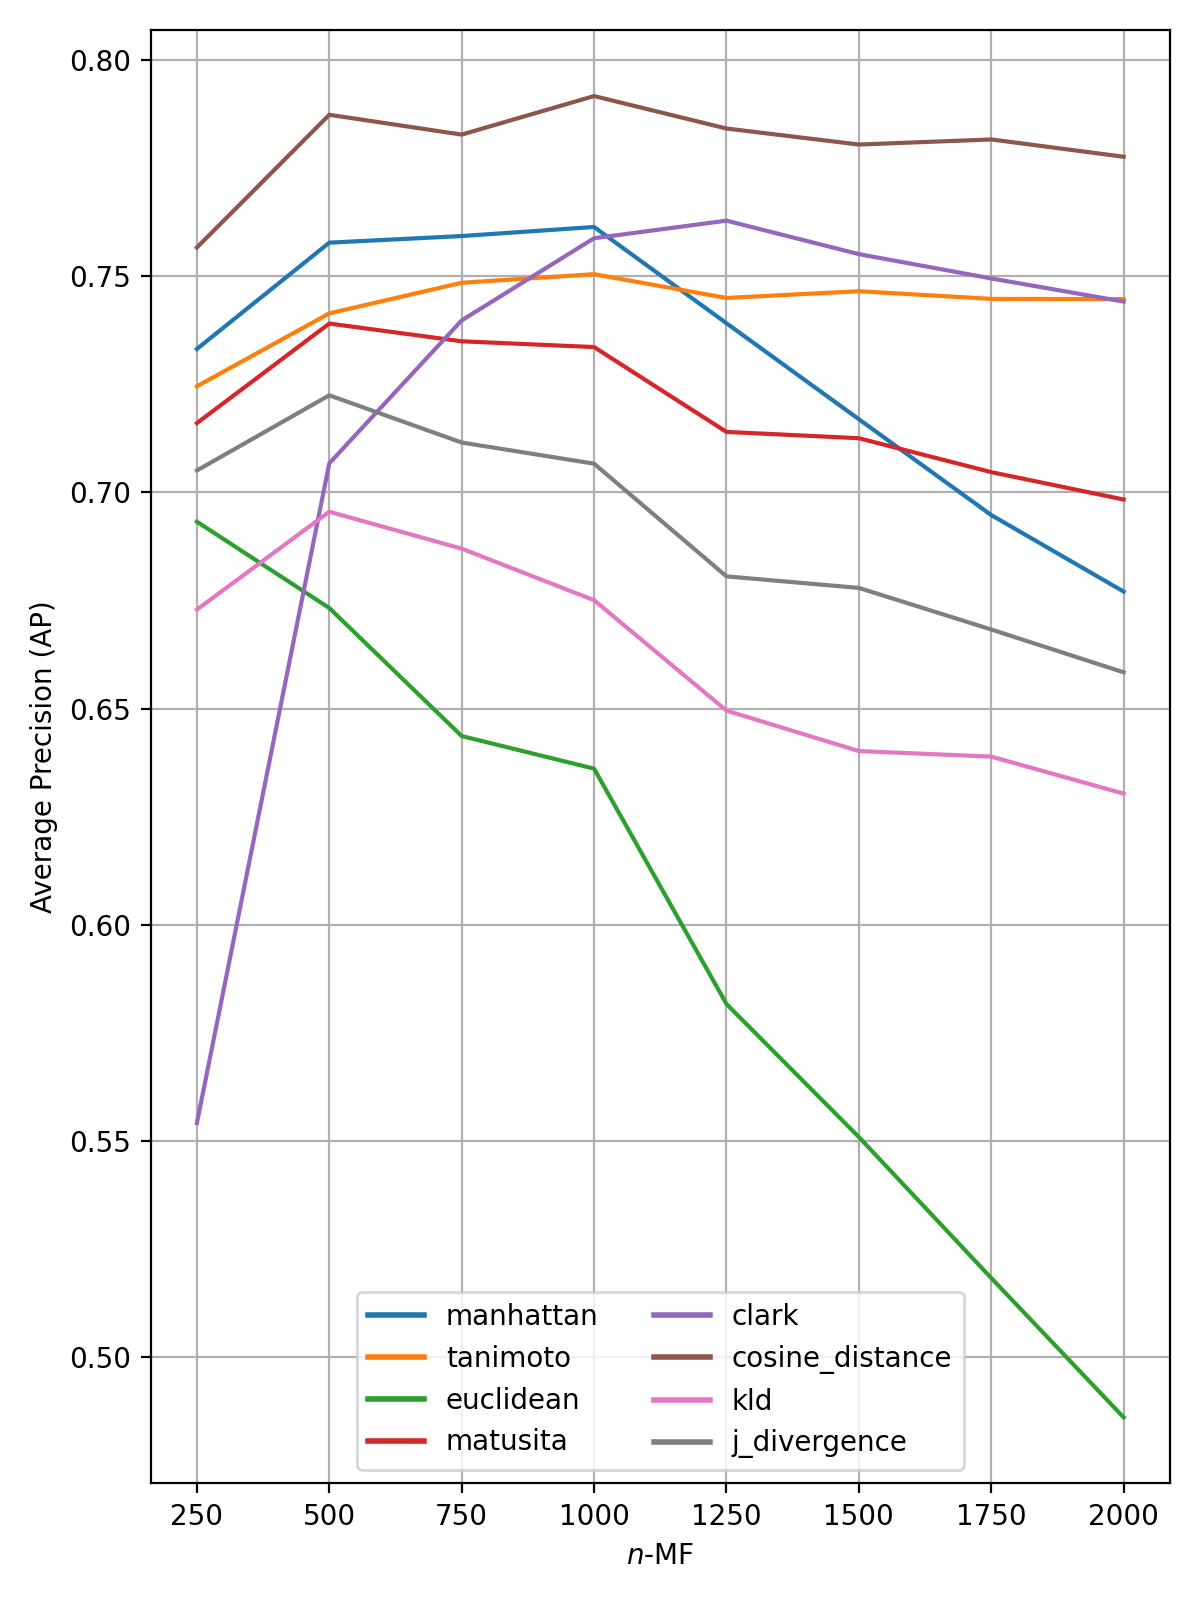 0.80
0.75
0.70
0.65
0.60
0.55
0.50
Average Precision (AP)
manhattan
tanimoto
euclidean
matusita
clark
cosine_distance
kld
j_divergence
250 500 750 1000 1250 1500 1750 2000
n-MF